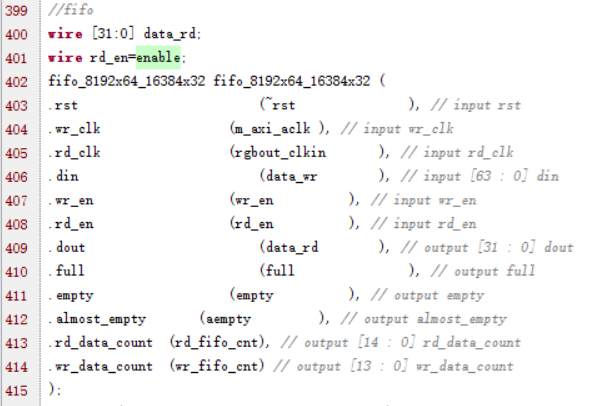 399 //fifo
400 wire [31:0] data_rd;
401 wire rd_en=enable;
402 fifo_8192x64_16384x32 fifo_8192x64_16384x32 (
403 .rst (~rst ), // input rst
404 .wr_clk (m_axi_aclk ), // input wr_clk
405 .rd_clk (rgbout_clkin ), // input rd_clk
406 .din (data_wr ), // input [63 : 0] din
407 .wr_en (wr_en ), // input wr_en
408 .rd_en (rd_en ), // input rd_en
409 .dout (data_rd ), // output [31 : 0] dout
410 .full (full ), // output full
411 .empty (empty ), // output empty
412 .almost_empty (aempty ), // output almost_empty
413 .rd_data_count (rd_fifo_cnt), // output [14 : 0] rd_data_count
414 .wr_data_count (wr_fifo_cnt) // output [13 : 0] wr_data_count
415 );